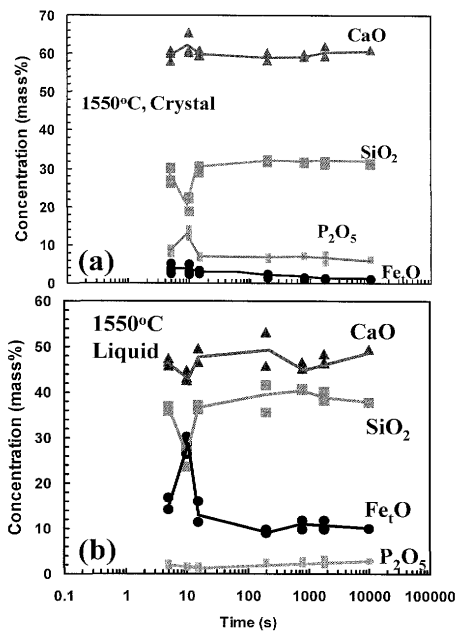 70
60
50
40
30
20
10
0
Concentration (mass%)
CaO
1550°C, Crystal
SiO2
P2O5
FetO
(a)
60
50
40
30
20
10
0
Concentration (mass%)
1550°C
Liquid
CaO
SiO2
FetO
P2O5
(b)
0.1 1 10 100 1000 10000 100000
Time (s)